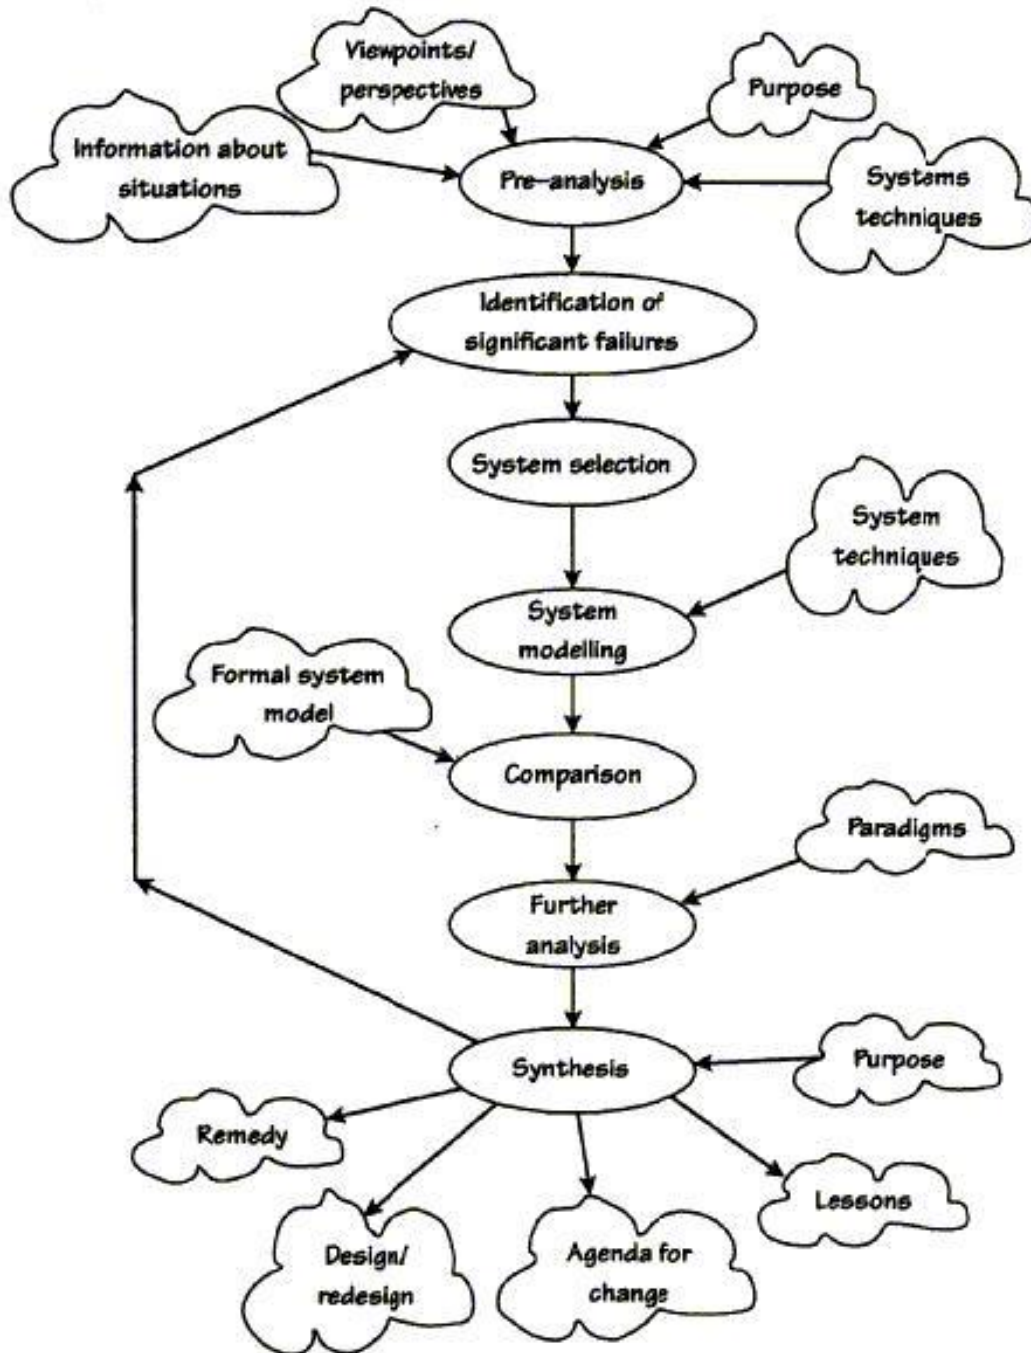 Viewpoints/
perspectives
Purpose
Information about
situations
Pre-analysis
Systems
techniques
Identification of
significant failures
System selection
System
techniques
System
modelling
Formal system
model
Comparison
Paradigms
Further
analysis
Synthesis
Purpose
Remedy
Lessons
Design/
redesign
Agenda for
change